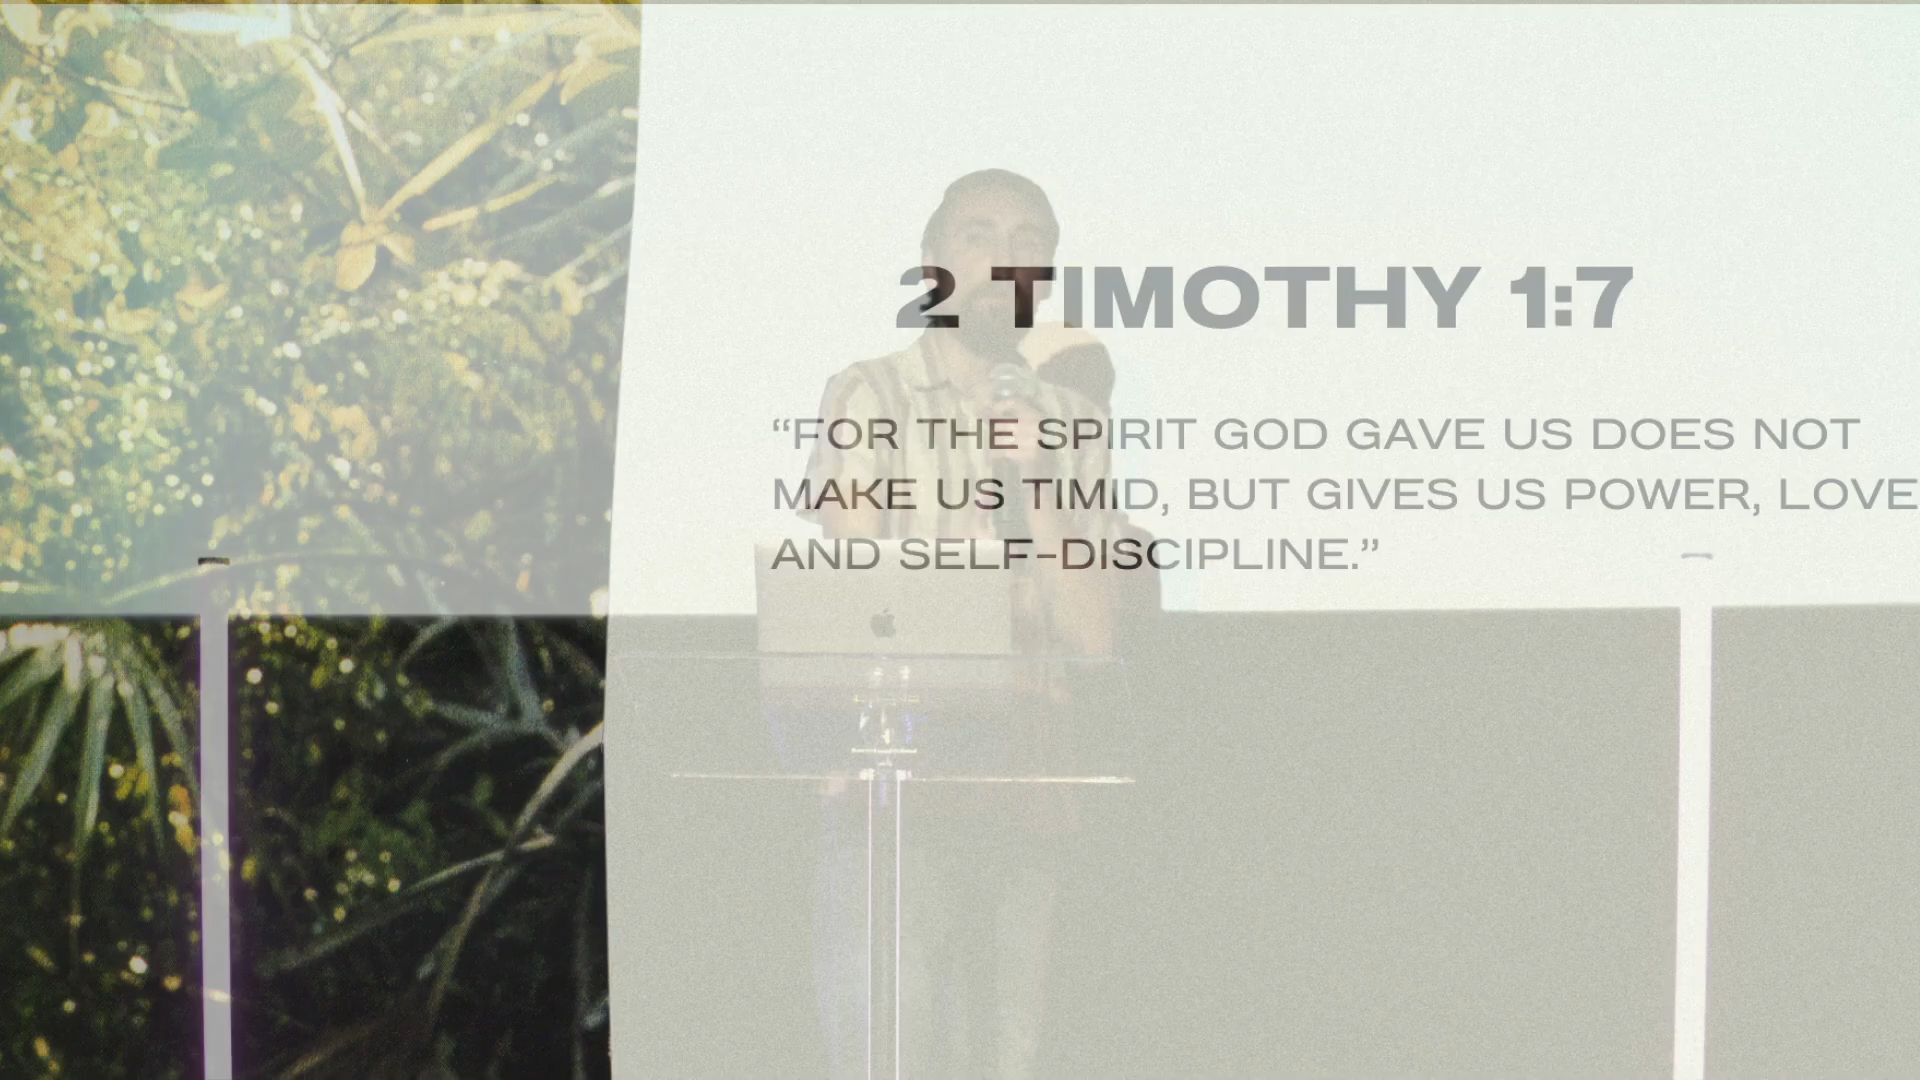 2 TIMOTHY 1:7
“FOR THE SPIRIT GOD GAVE US DOES NOT
MAKE US TIMID, BUT GIVES US POWER, LOVE
AND SELF-DISCIPLINE.”